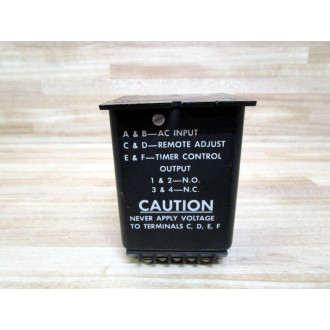 A & B—AC INPUT
C & D—REMOTE ADJUST
E & F—TIMER CONTROL
OUTPUT
1 & 2—N.O.
3 & 4—N.C.
CAUTION
NEVER APPLY VOLTAGE
TO TERMINALS C, D, E, F